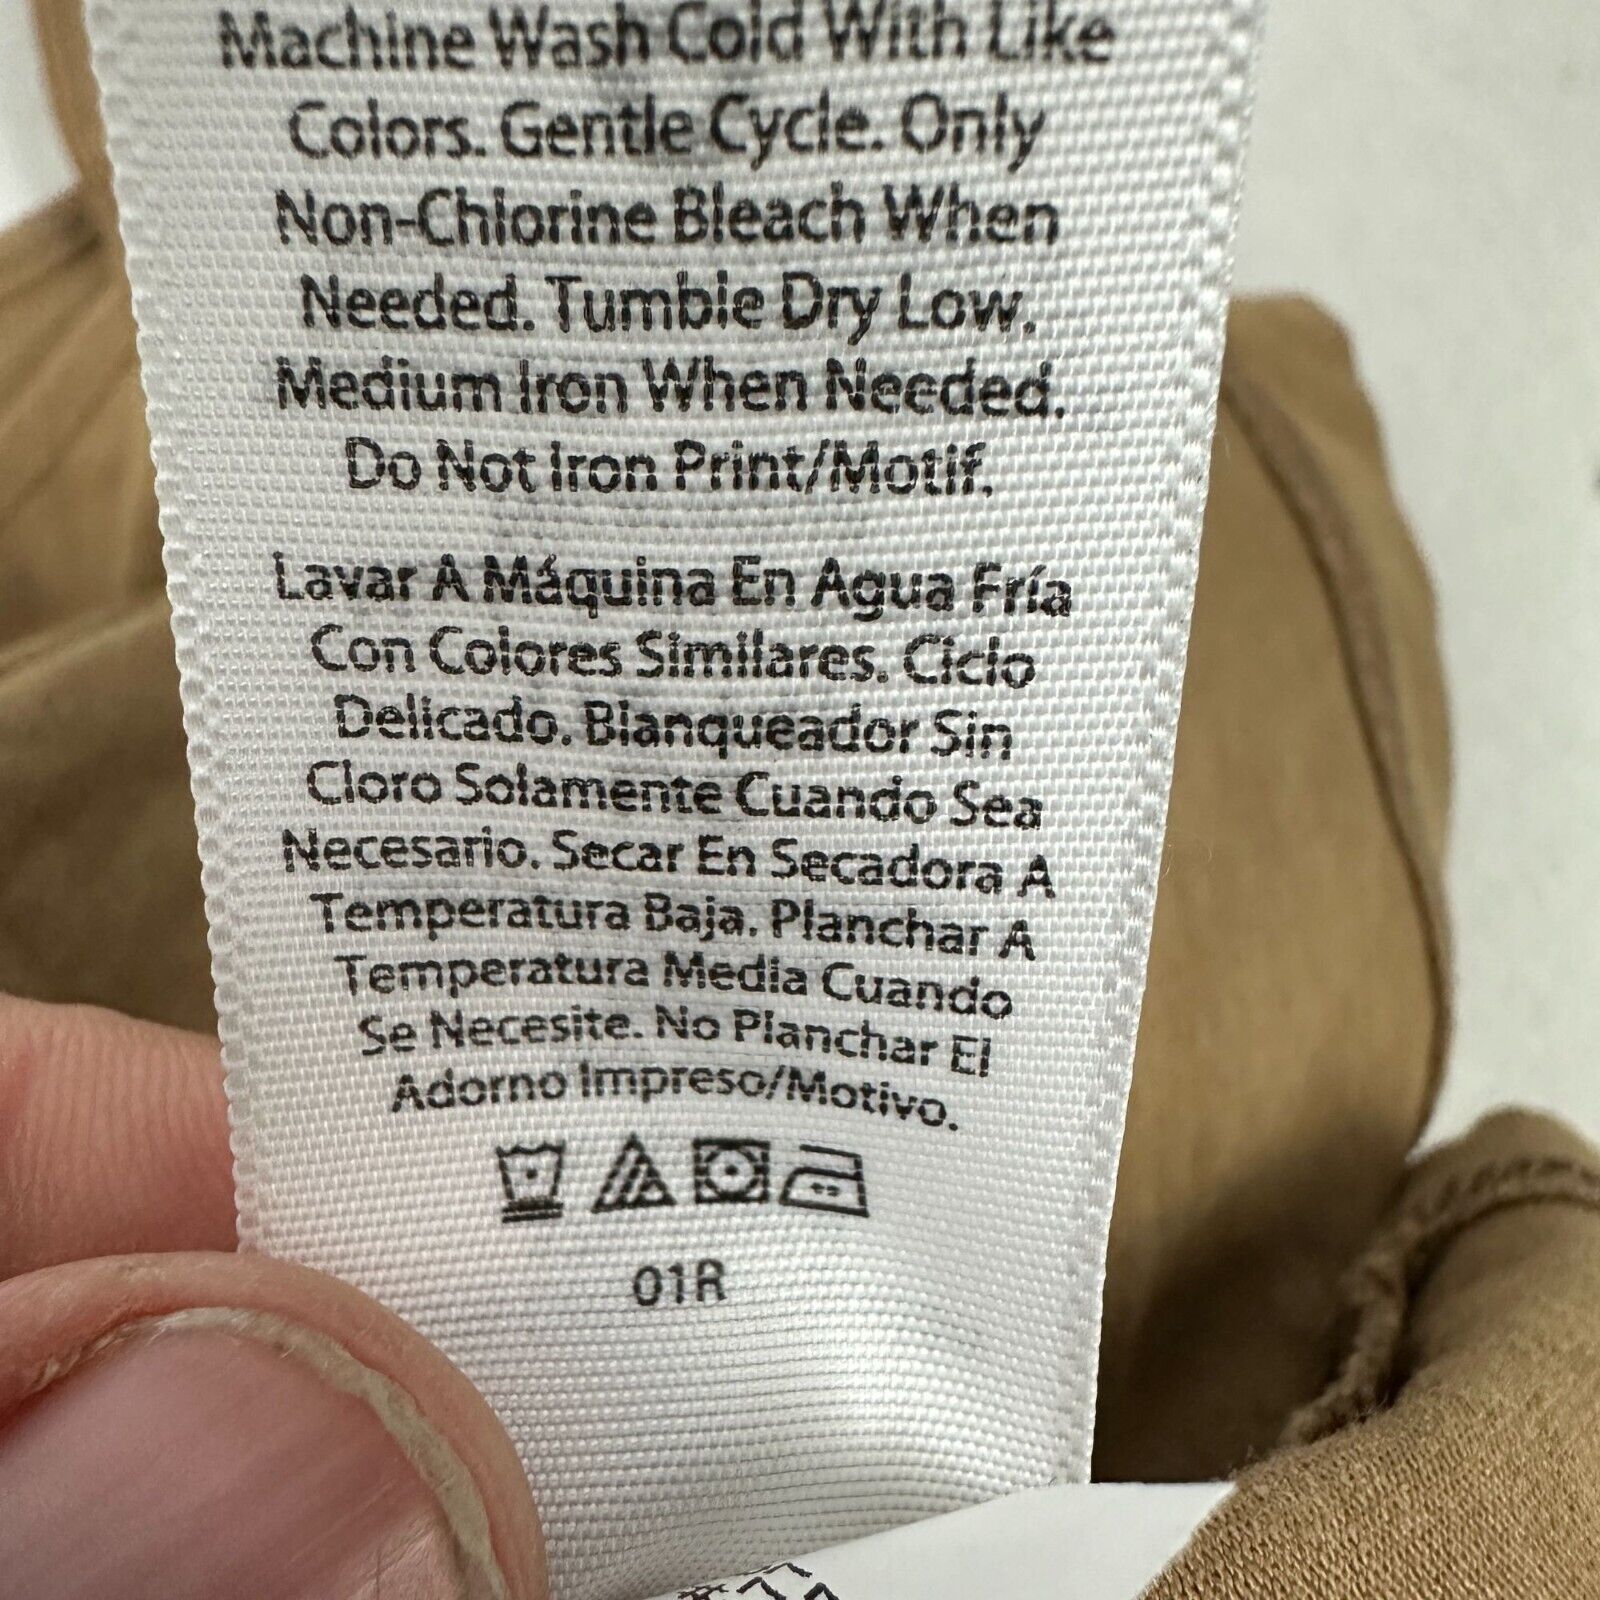 Machine Wash Cold With Like
Colors. Gentle Cycle. Only
Non-Chlorine Bleach When
Needed. Tumble Dry Low.
Medium Iron When Needed.
Do Not Iron Print/Motif.
Lavar A Máquina En Agua Fría
Con Colores Similares. Ciclo
Delicado. Blanqueador Sin
Cloro Solamente Cuando Sea
Necesario. Secar En Secadora A
Temperatura Baja. Planchar A
Temperatura Media Cuando
Se Necesite. No Planchar El
Adorno Impreso/Motivo.
01R